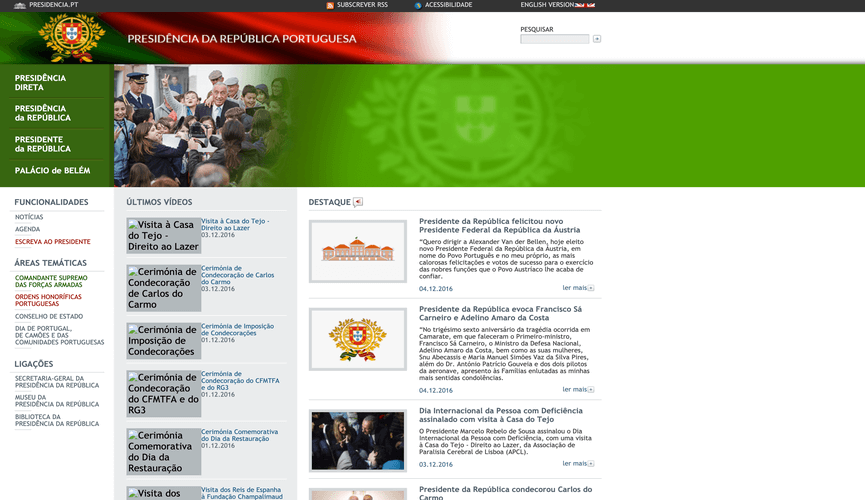 PRESIDENCIA.PT
SUBSCREVER RSS
ACESSIBILIDADE
ENGLISH VERSION
PRESIDÊNCIA DA REPÚBLICA PORTUGUESA
PESQUISAR
PRESIDÊNCIA
DIRETA
PRESIDÊNCIA
da REPÚBLICA
PRESIDENTE
da REPÚBLICA
PALÁCIO de BELÉM
FUNCIONALIDADES
NOTÍCIAS
AGENDA
ESCREVA AO PRESIDENTE
ÁREAS TEMÁTICAS
COMANDANTE SUPREMO
DAS FORÇAS ARMADAS
ORDENS HONORÍFICAS
PORTUGUESAS
CONSELHO DE ESTADO
DIA DE PORTUGAL,
DE CAMÕES E DAS
COMUNIDADES PORTUGUESAS
LIGAÇÕES
SECRETARIA-GERAL DA
PRESIDÊNCIA DA REPÚBLICA
MUSEU DA
PRESIDÊNCIA DA REPÚBLICA
BIBLIOTECA DA
PRESIDÊNCIA DA REPÚBLICA
ÚLTIMOS VÍDEOS
Visita à Casa
do Tejo -
Direito ao Lazer
Visita à Casa do Tejo -
Direito ao Lazer
03.12.2016
Cerimónia de
Condecoração
de Carlos do
Carmo
Cerimónia de
Condecoração de Carlos
do Carmo
03.12.2016
Cerimónia de
Imposição de
Condecorações
Cerimónia de Imposição
de Condecorações
01.12.2016
Cerimónia de
Condecoração
do CFMTFA e
do RG3
Cerimónia de
Condecoração do CFMTFA
e do RG3
01.12.2016
Cerimónia
Comemorativa
do Dia da
Restauração
Cerimónia Comemorativa
do Dia da Restauração
01.12.2016
Visita dos
Visita dos Reis de Espanha
à Fundação Champalimaud
DESTAQUE
Presidente da República felicitou novo
Presidente Federal da República da Áustria
“Quero dirigir a Alexander Van der Bellen, hoje eleito
novo Presidente Federal da República da Áustria, em
nome do Povo Português e no meu próprio, as mais
calorosas felicitações e votos de sucesso para o exercício
das nobres funções que o Povo Austríaco lhe acaba de
confiar.
04.12.2016
ler mais
Presidente da República evoca Francisco Sá
Carneiro e Adelino Amaro da Costa
“No trigésimo sexto aniversário da tragédia ocorrida em
Camarate, em que faleceram o Primeiro-ministro,
Francisco Sá Carneiro, o Ministro da Defesa Nacional,
Adelino Amaro da Costa, bem como as suas mulheres,
Snu Abecassis e Maria Manuel Simões Vaz da Silva Pires,
além do Dr. António Patrício Gouveia e dos dois pilotos
da aeronave, apresento às Famílias enlutadas as minhas
mais sentidas condolências.
04.12.2016
ler mais
Dia Internacional da Pessoa com Deficiência
assinalado com visita à Casa do Tejo
O Presidente Marcelo Rebelo de Sousa assinalou o Dia
Internacional da Pessoa com Deficiência, com uma visita
à Casa do Tejo - Direito ao Lazer, da Associação de
Paralisia Cerebral de Lisboa (APCL).
03.12.2016
ler mais
Presidente da República condecorou Carlos do
Carmo